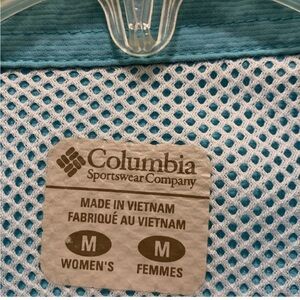 Columbia
Sportswear Company
MADE IN VIETNAM
FABRIQUÉ AU VIETNAM
M M
WOMEN'S FEMMES